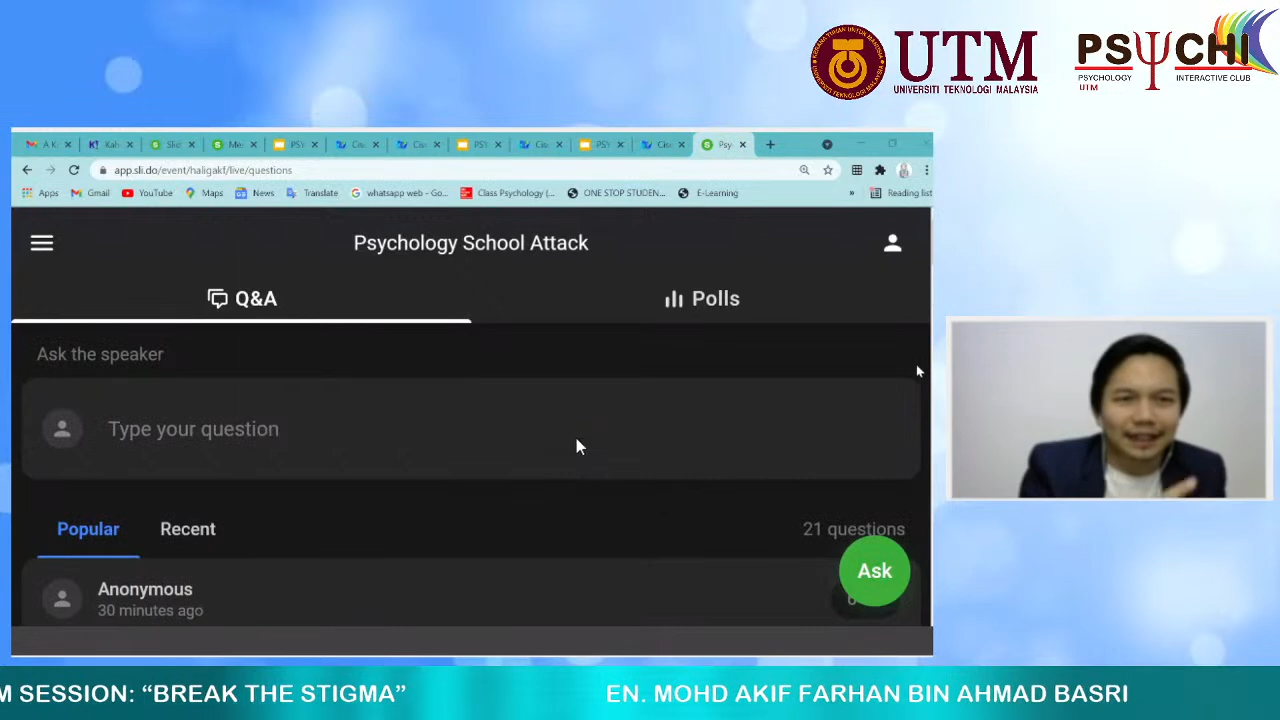 UTM
UNIVERSITI TEKNOLOGI MALAYSIA
PSYCHI
PSYCHOLOGY INTERACTIVE CLUB
UTM
app.sli.do/event/haligakf/live/questions
Apps Gmail YouTube Maps News Translate whatsapp web - Go... Class Psychology (... ONE STOP STUDEN... E-Learning » Reading list
Psychology School Attack
Q&A Polls
Ask the speaker
Type your question
Popular Recent 21 questions
Ask
Anonymous
30 minutes ago
M SESSION: “BREAK THE STIGMA” EN. MOHD AKIF FARHAN BIN AHMAD BASRI